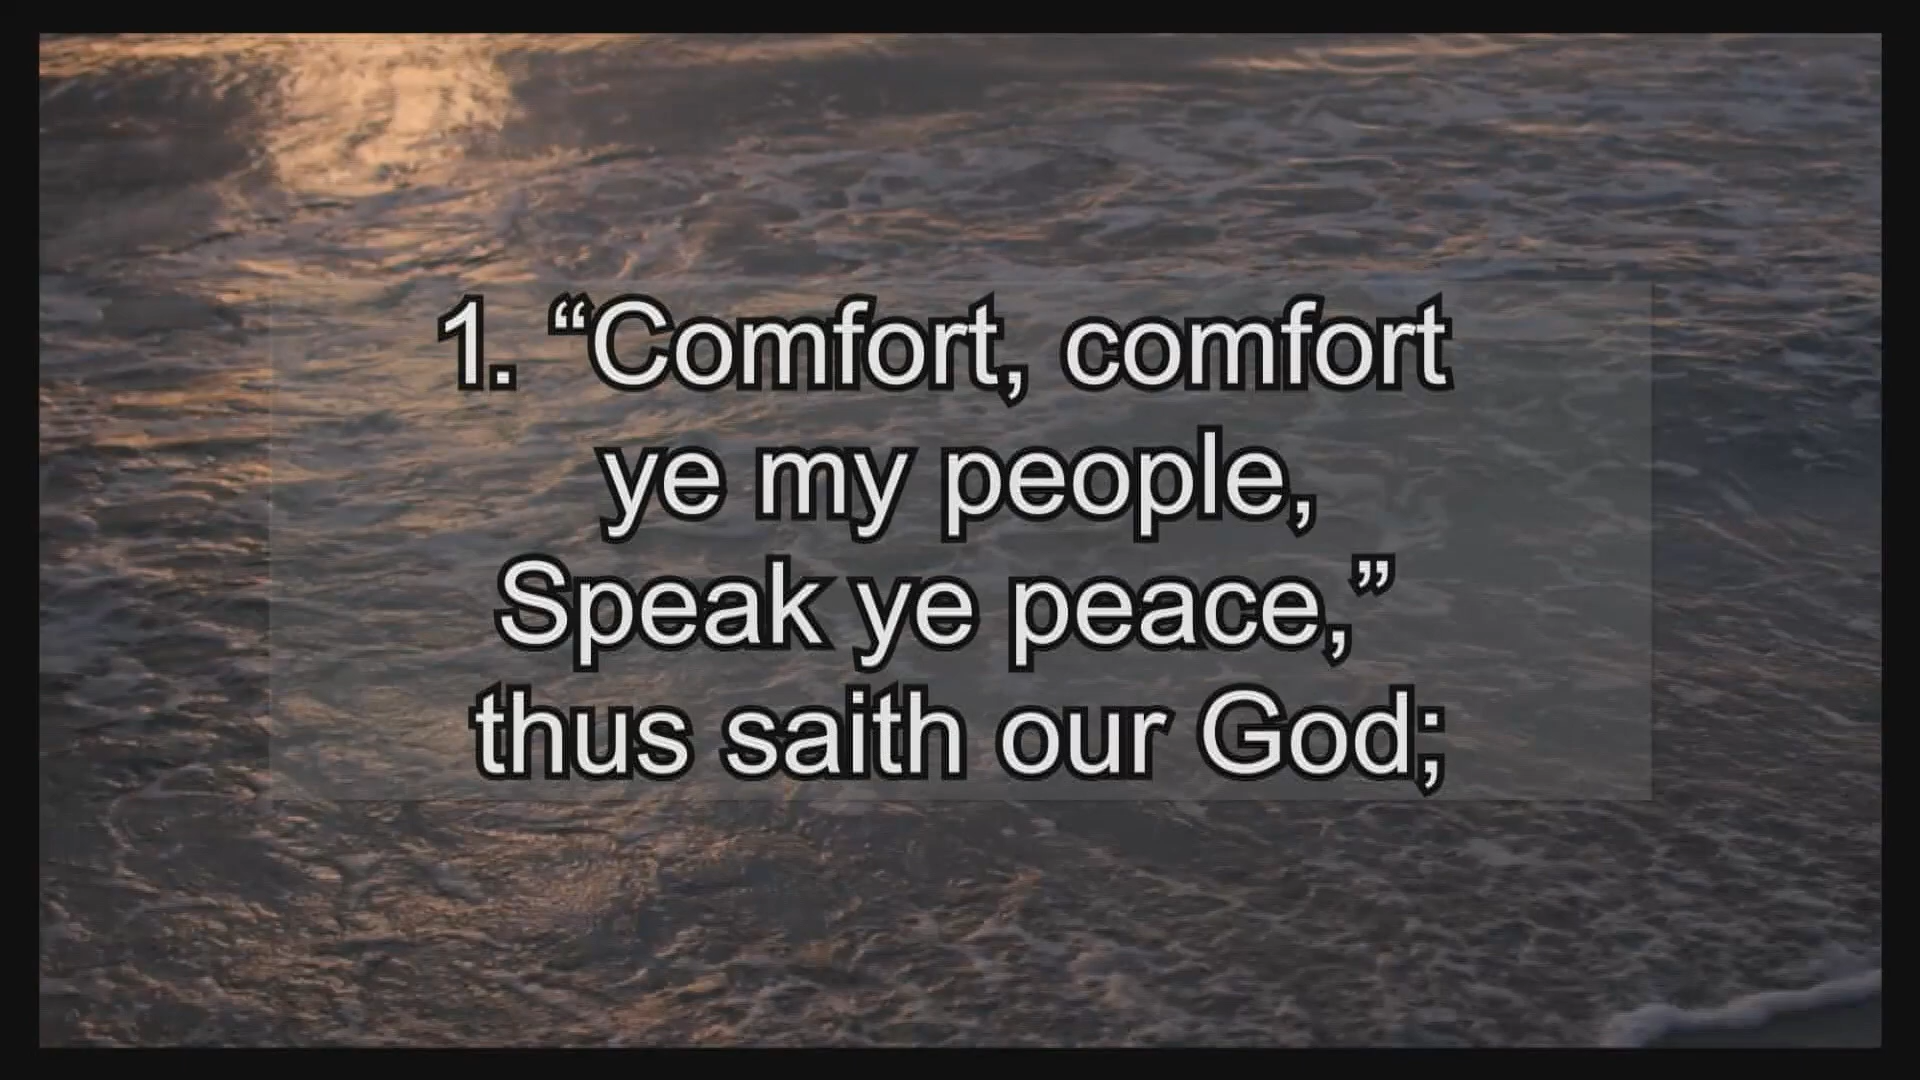 1. “Comfort, comfort
ye my people,
Speak ye peace,”
thus saith our God;